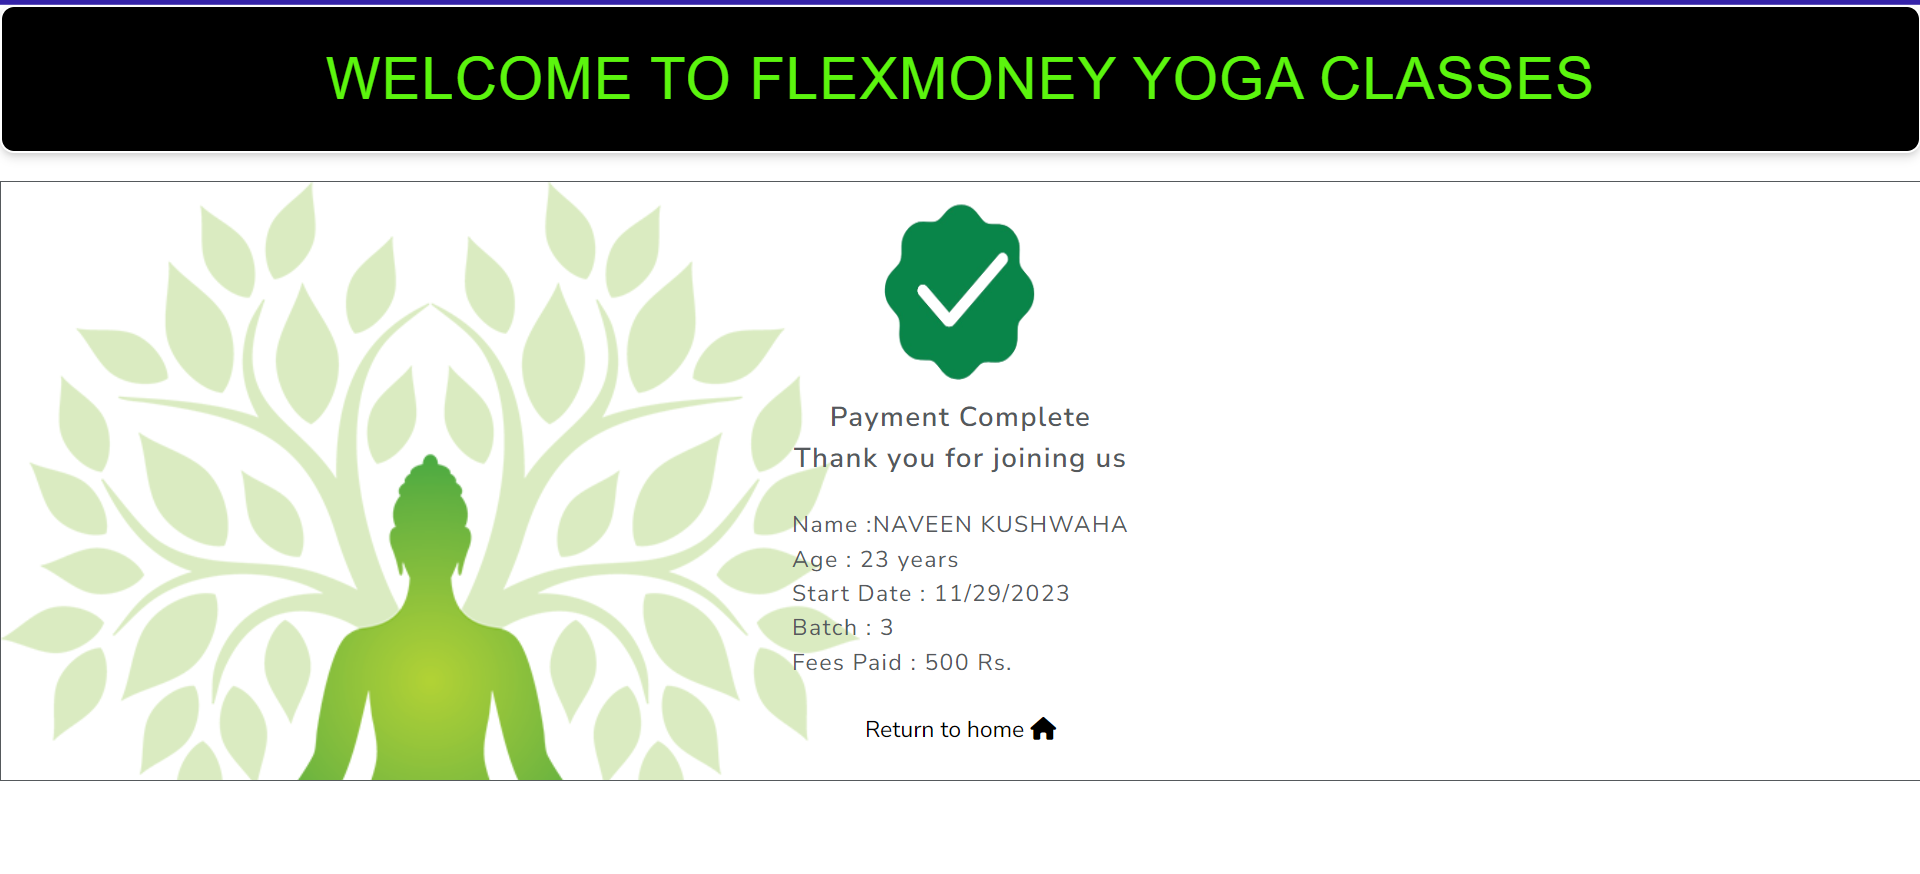 WELCOME TO FLEXMONEY YOGA CLASSES
Payment Complete
Thank you for joining us
Name :NAVEEN KUSHWAHA
Age : 23 years
Start Date : 11/29/2023
Batch : 3
Fees Paid : 500 Rs.
Return to home